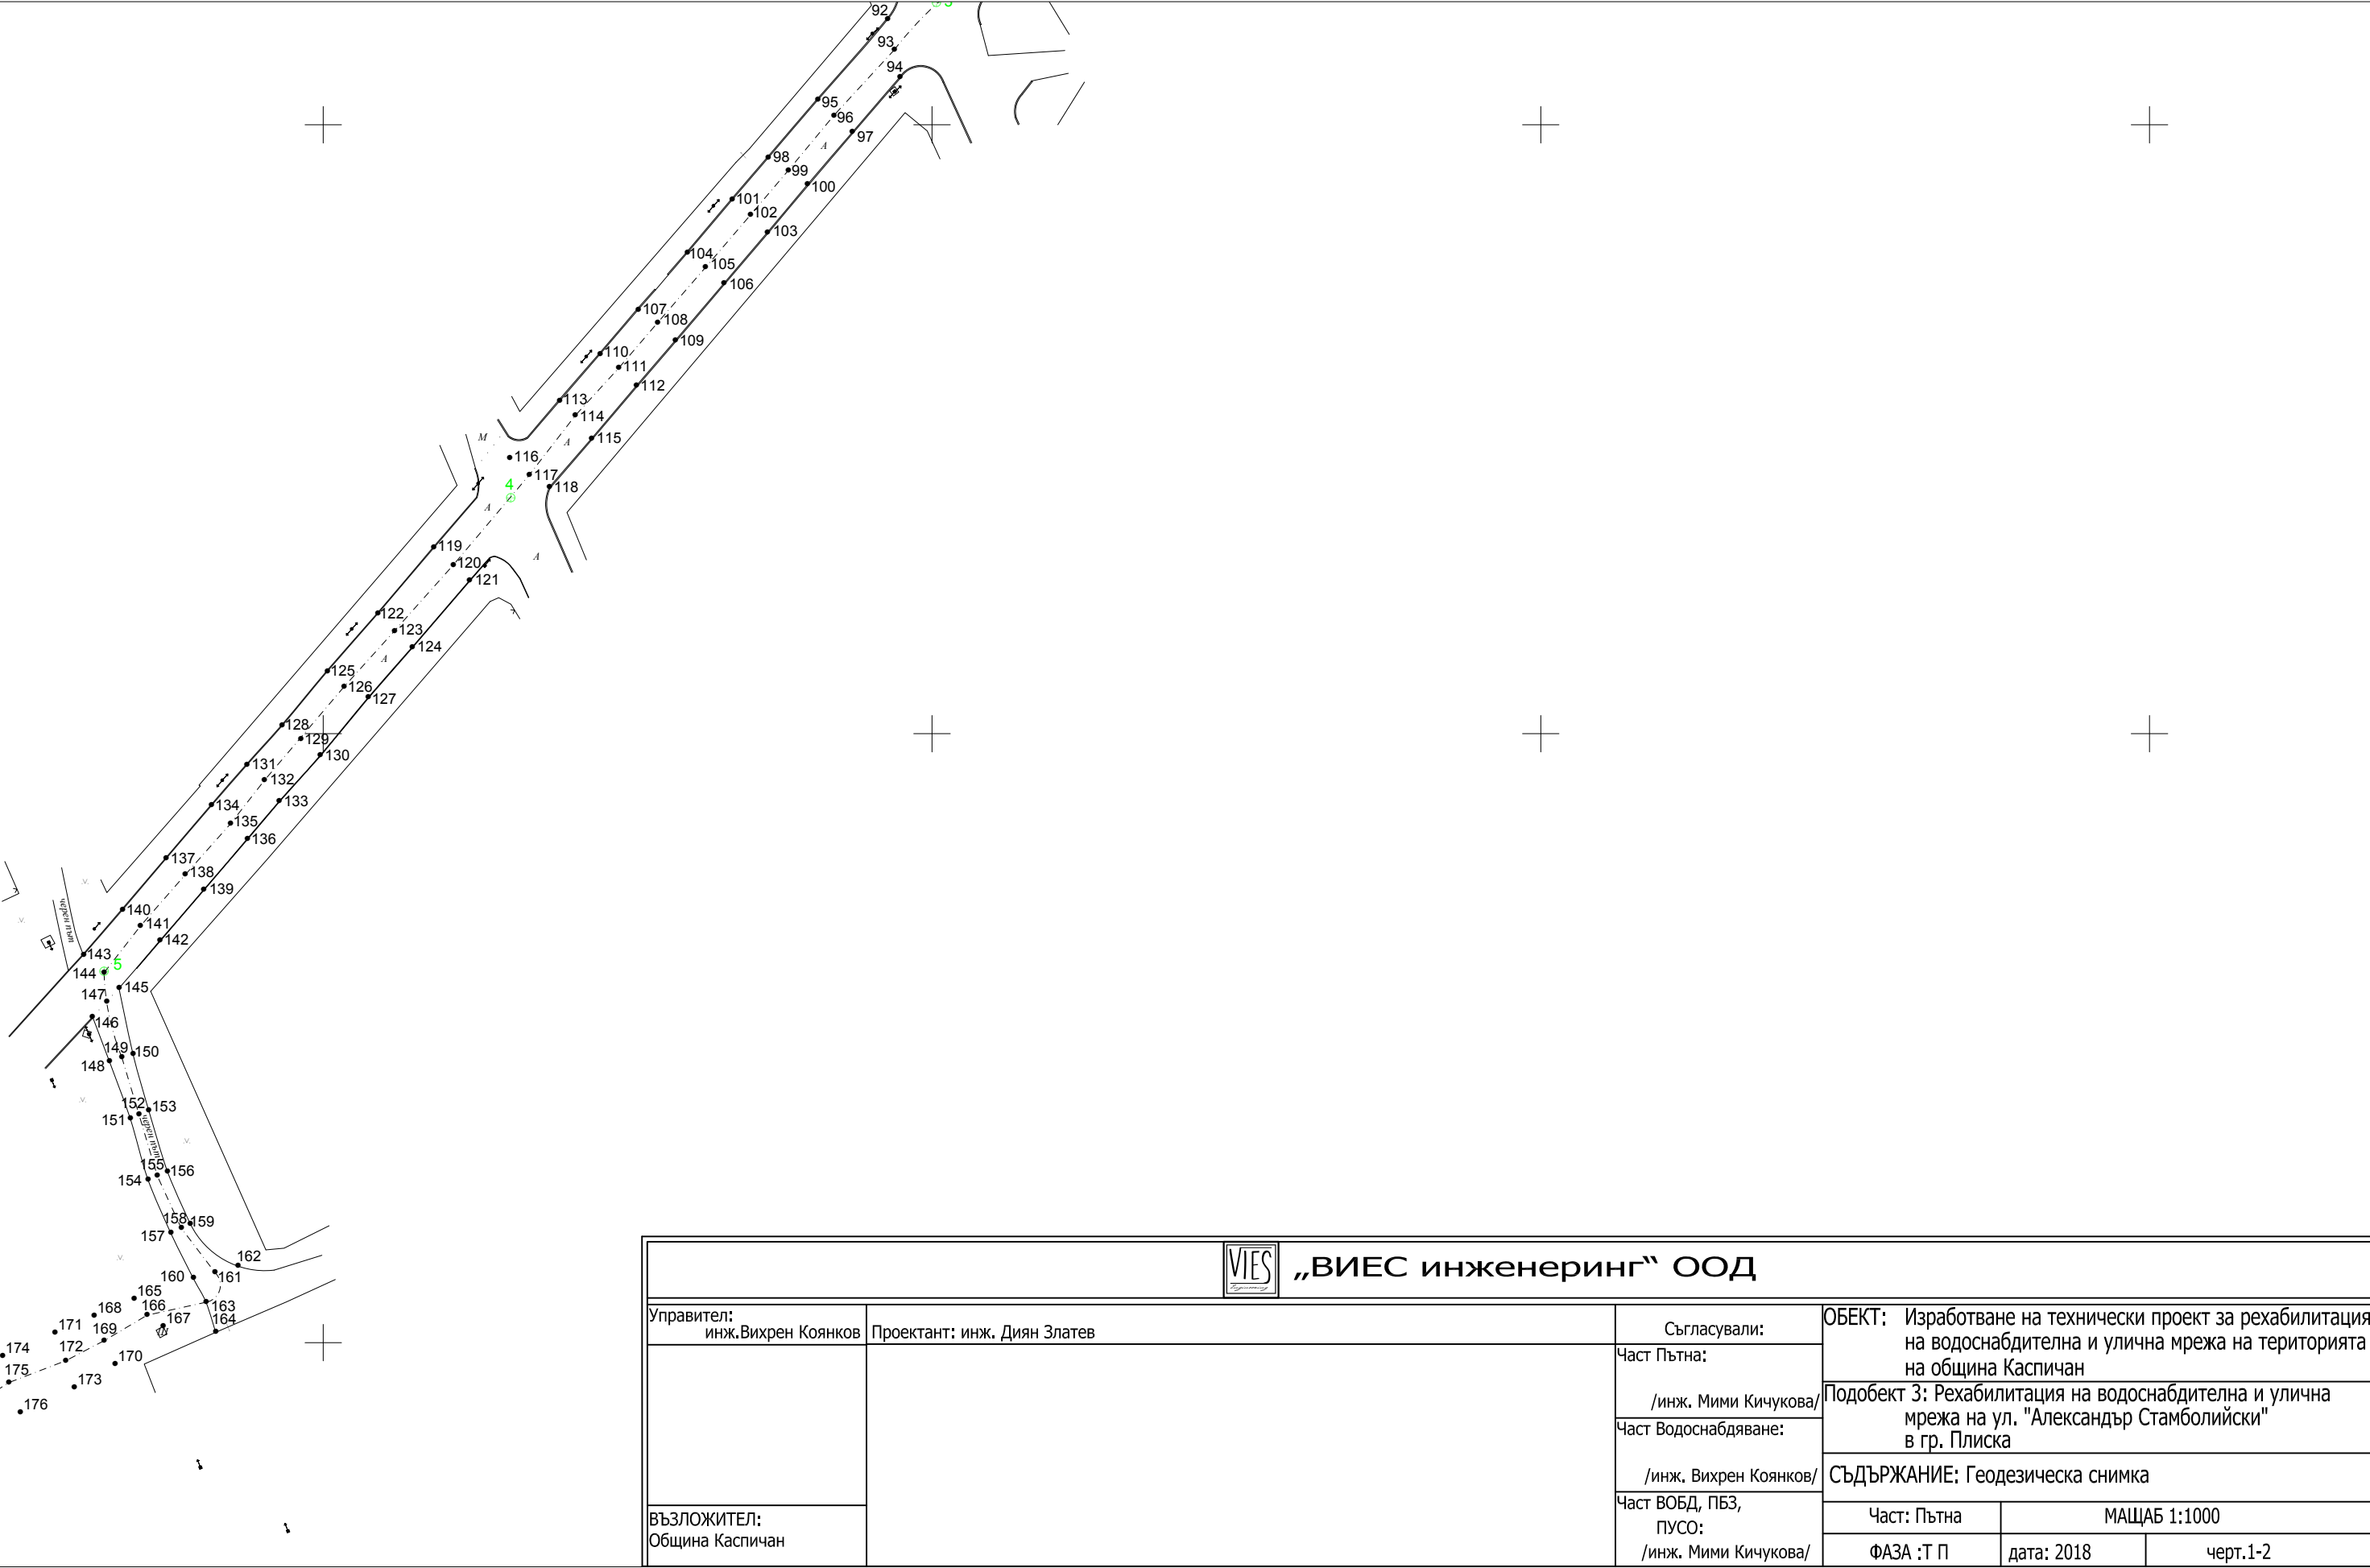 3
92
93
94
95
96
97
A
98
99
100
101
102
103
104
105
106
107
108
109
110
111
112
113
114
115
М
A
116
117
4
118
A
119
A
120
121
122
123
124
A
125
126
127
128
129
130
131
132
133
134
135
136
137
138
139
140
141
142
черен път
143
144
5
145
147
146
149
150
148
152
153
151
черен път
155
156
154
158
159
157
162
160
161
165
163
166
168
167
164
171
169
174
172
170
175
173
176
VIES
Engineering
„ВИЕС инженеринг“ ООД
Управител:
инж.Вихрен Коянков
Проектант: инж. Диян Златев
Съгласували:
Част Пътна:
/инж. Мими Кичукова/
Част Водоснабдяване:
/инж. Вихрен Коянков/
Част ВОБД, ПБЗ,
ПУСО:
/инж. Мими Кичукова/
ВЪЗЛОЖИТЕЛ:
Община Каспичан
ОБЕКТ: Изработване на технически проект за рехабилитация
на водоснабдителна и улична мрежа на територията
на община Каспичан
Подобект 3: Рехабилитация на водоснабдителна и улична
мрежа на ул. "Александър Стамболийски"
в гр. Плиска
СЪДЪРЖАНИЕ: Геодезическа снимка
Част: Пътна
МАЩАБ 1:1000
ФАЗА :Т П
дата: 2018
черт.1-2